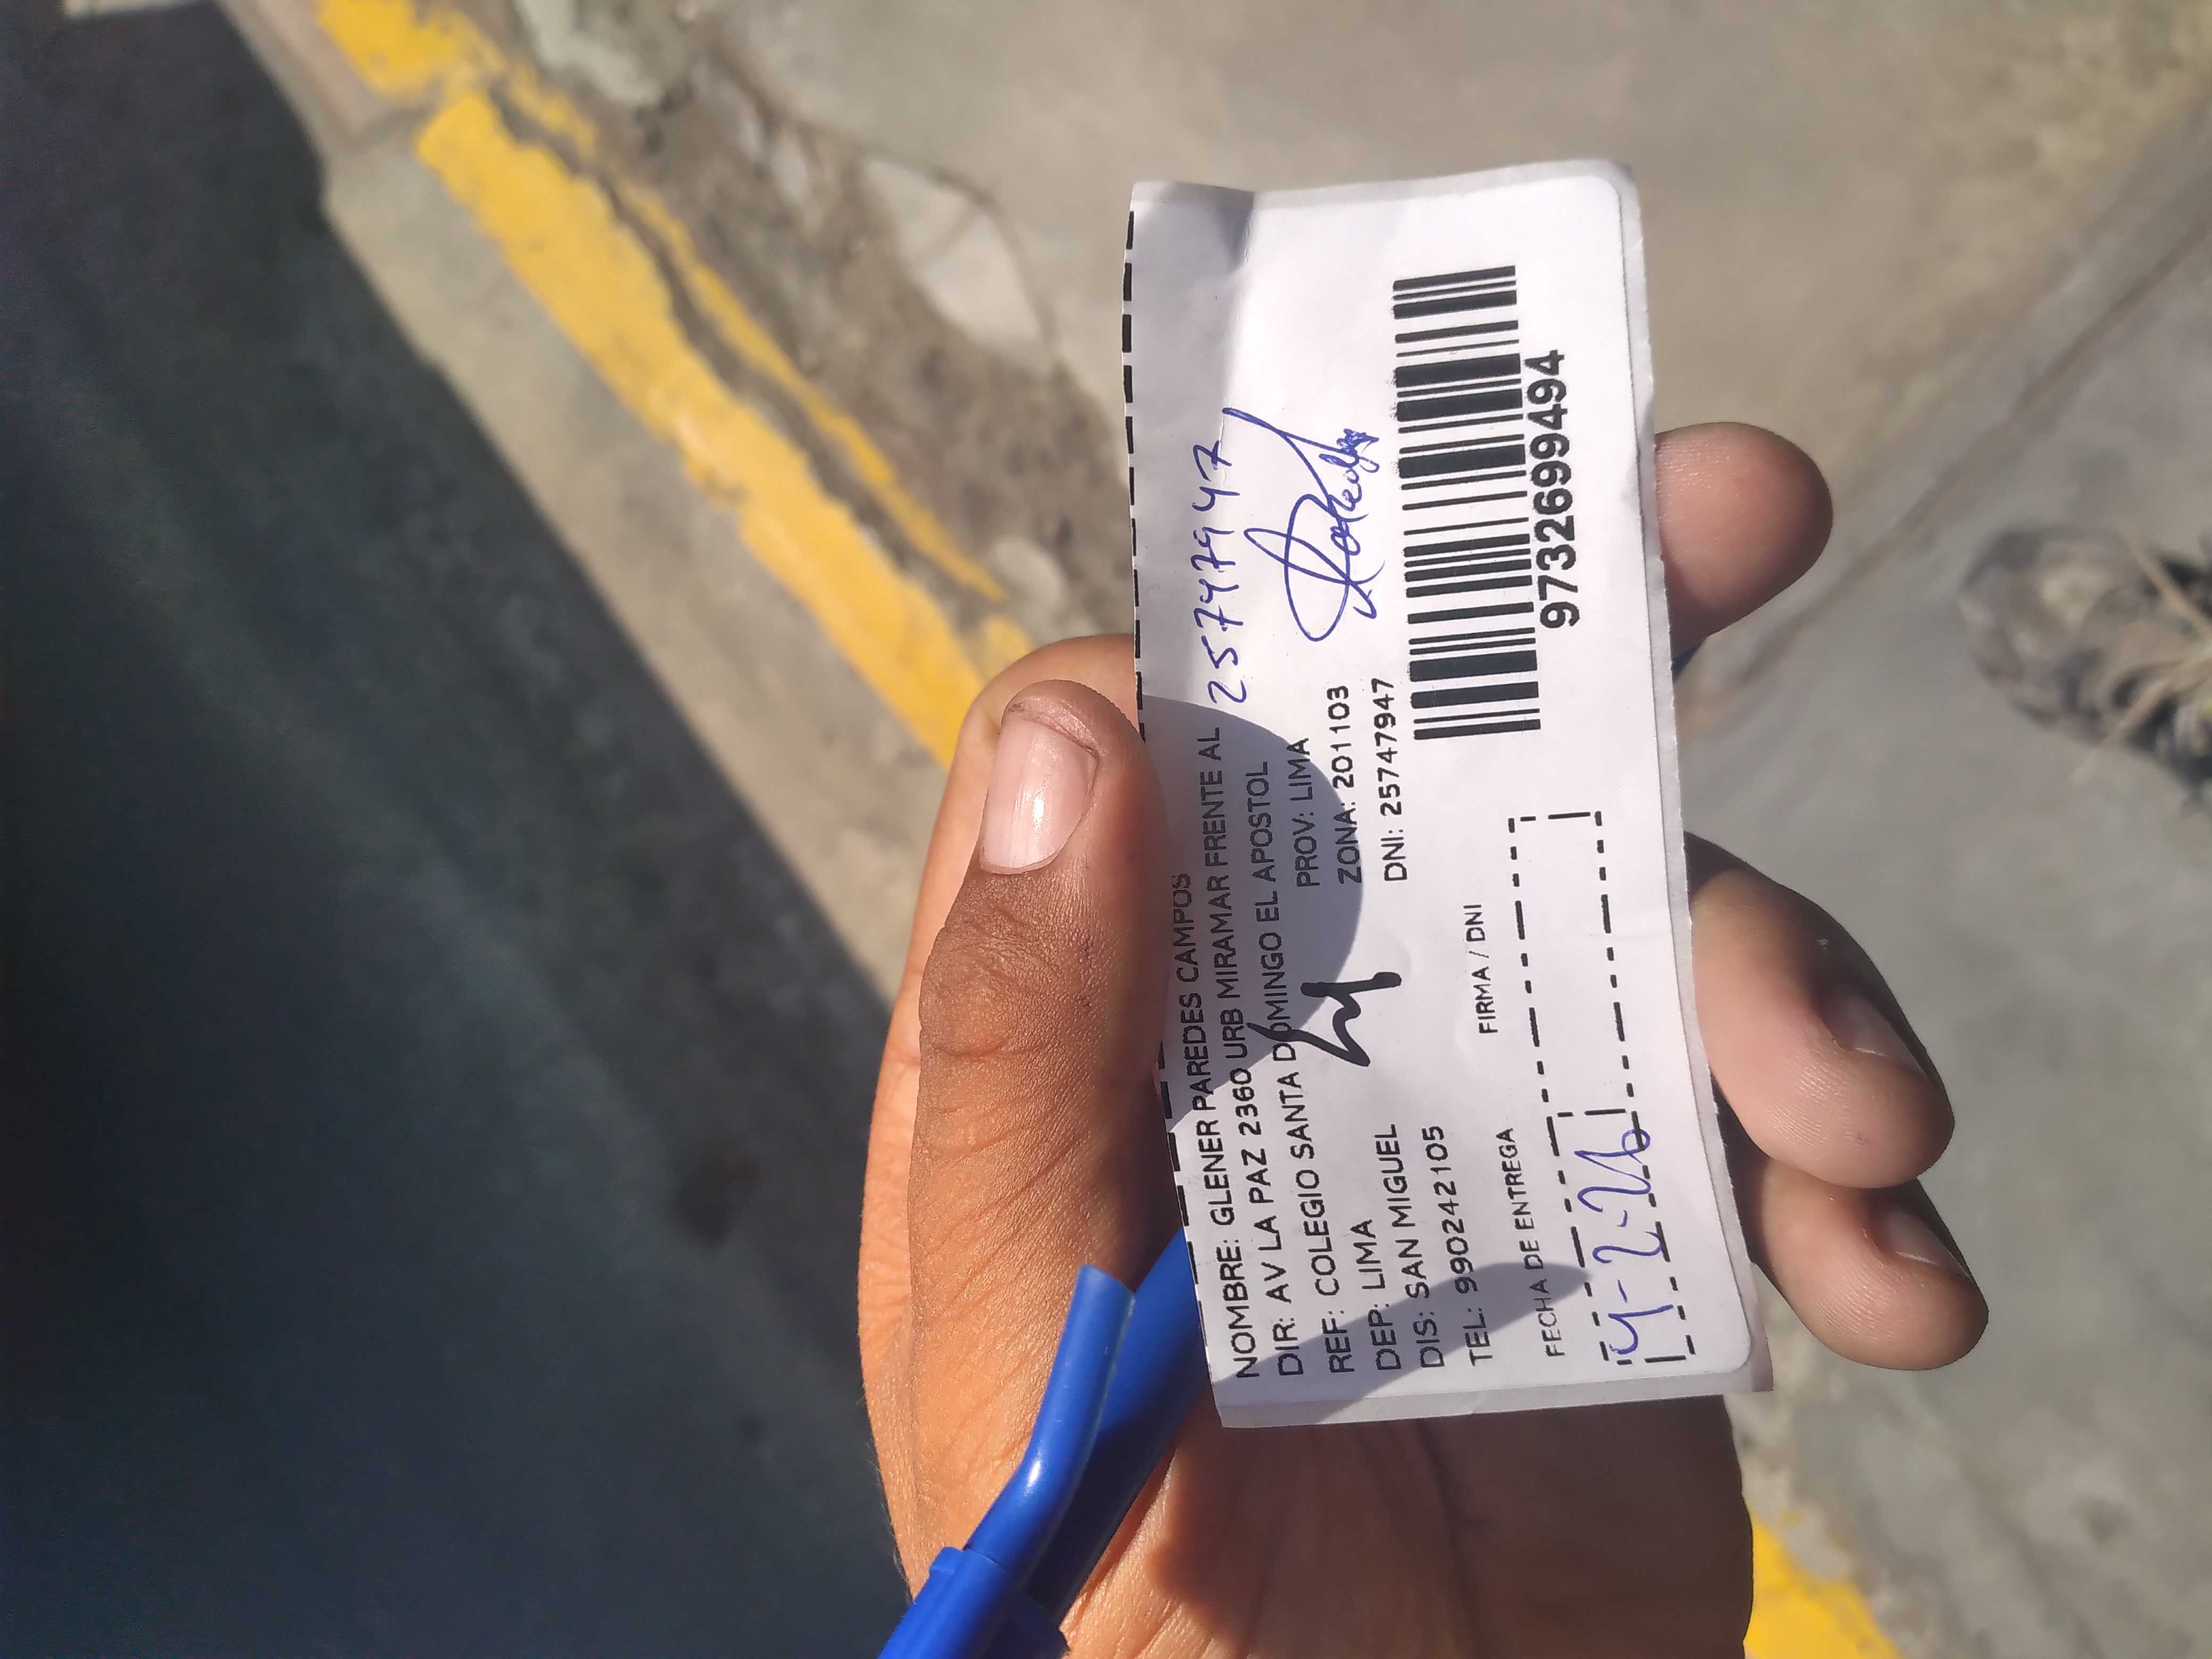 NOMBRE: GLENER PAREDES CAMPOS
DIR: AV LA PAZ 2360 URB MIRAMAR FRENTE AL
25747947
REF: COLEGIO SANTA DOMINGO EL APOSTOL
DEP: LIMA PROV: LIMA
DIS: SAN MIGUEL ZONA: 201103
TEL: 990242105 DNI: 25747947
FECHA DE ENTREGA FIRMA / DNI
4-2-26
9732699494